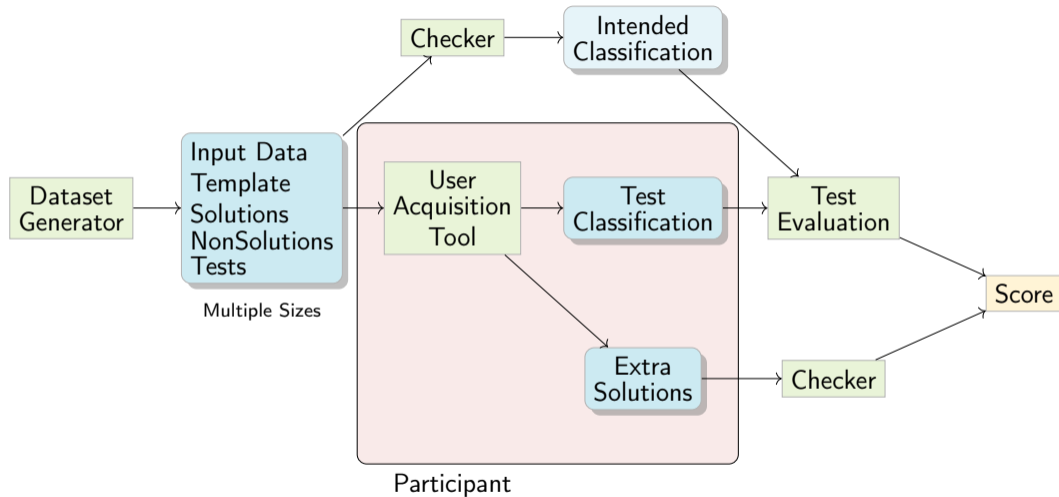 Checker
Intended
Classification
Dataset
Generator
Input Data
Template
Solutions
NonSolutions
Tests
Multiple Sizes
User
Acquisition
Tool
Test
Classification
Test
Evaluation
Score
Extra
Solutions
Checker
Participant